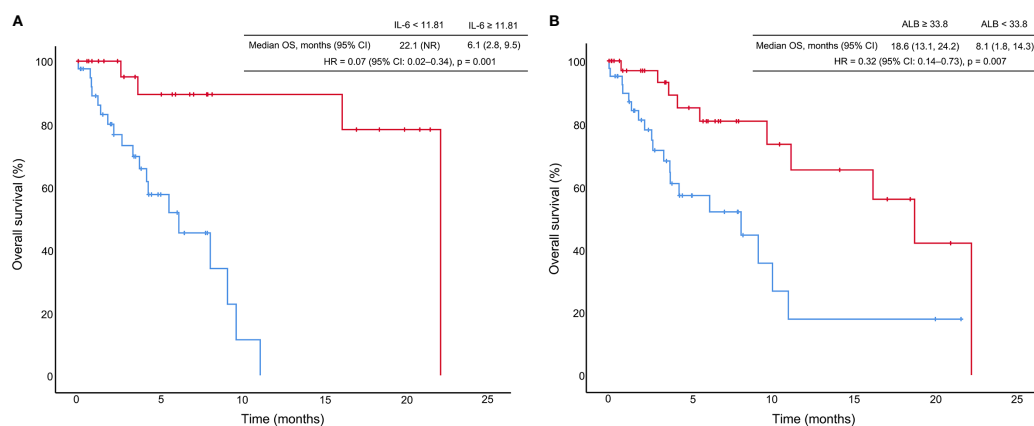 A
IL-6 < 11.81 IL-6 ≥ 11.81
Median OS, months (95% CI) 22.1 (NR) 6.1 (2.8, 9.5)
HR = 0.07 (95% CI: 0.02–0.34), p = 0.001
100
80
60
40
20
0
Overall survival (%)
0 5 10 15 20 25
Time (months)
B
ALB ≥ 33.8 ALB < 33.8
Median OS, months (95% CI) 18.6 (13.1, 24.2) 8.1 (1.8, 14.3)
HR = 0.32 (95% CI: 0.14–0.73), p = 0.007
100
80
60
40
20
0
Overall survival (%)
0 5 10 15 20 25
Time (months)